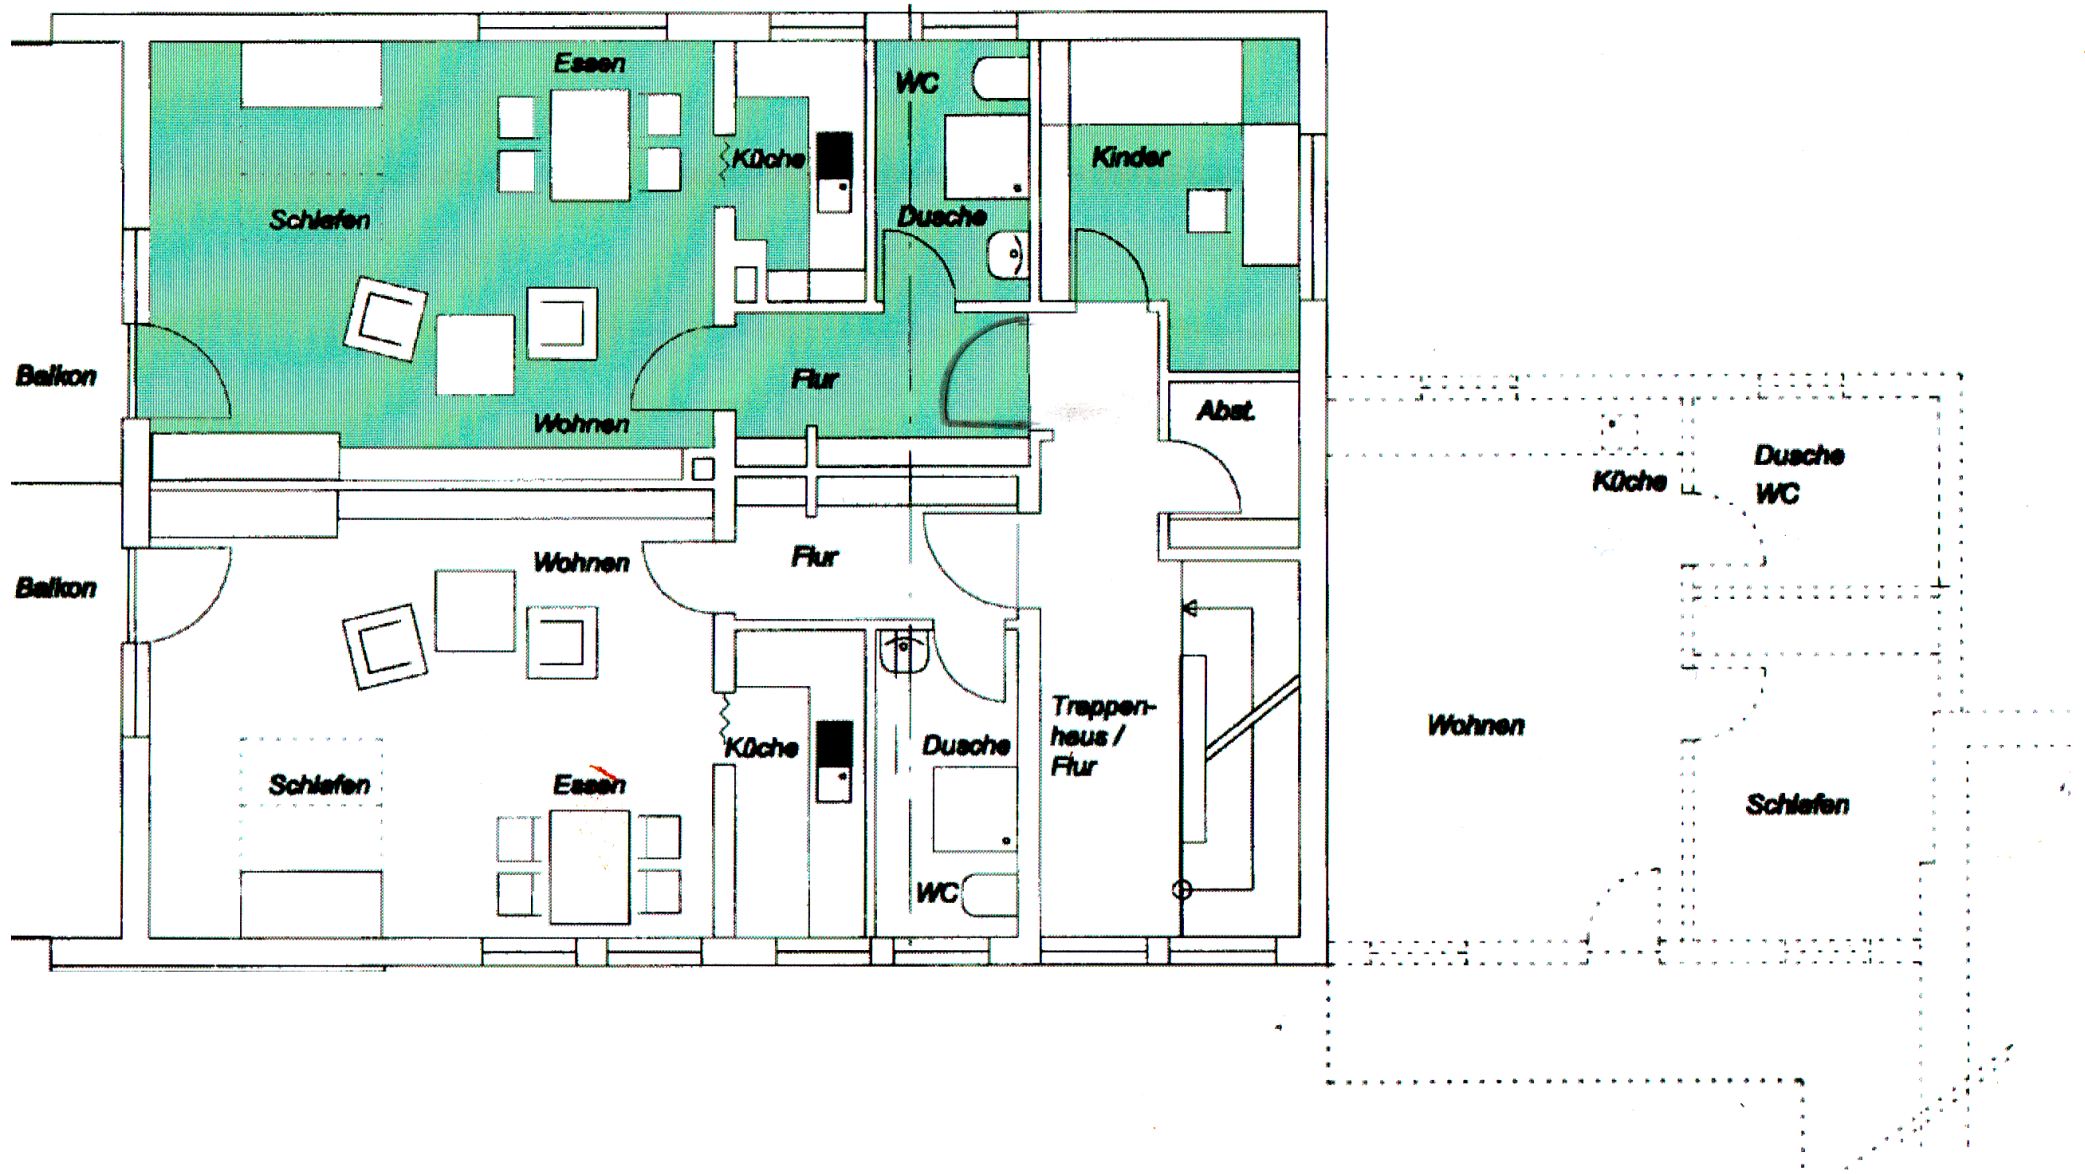 Essen
WC
Küche
Kinder
Schlafen
Dusche
Balkon
Flur
Wohnen
Abst.
Dusche
WC
Küche
Wohnen
Flur
Balkon
Treppen-
haus /
Flur
Wohnen
Küche
Dusche
Schlafen
Essen
Schlafen
WC